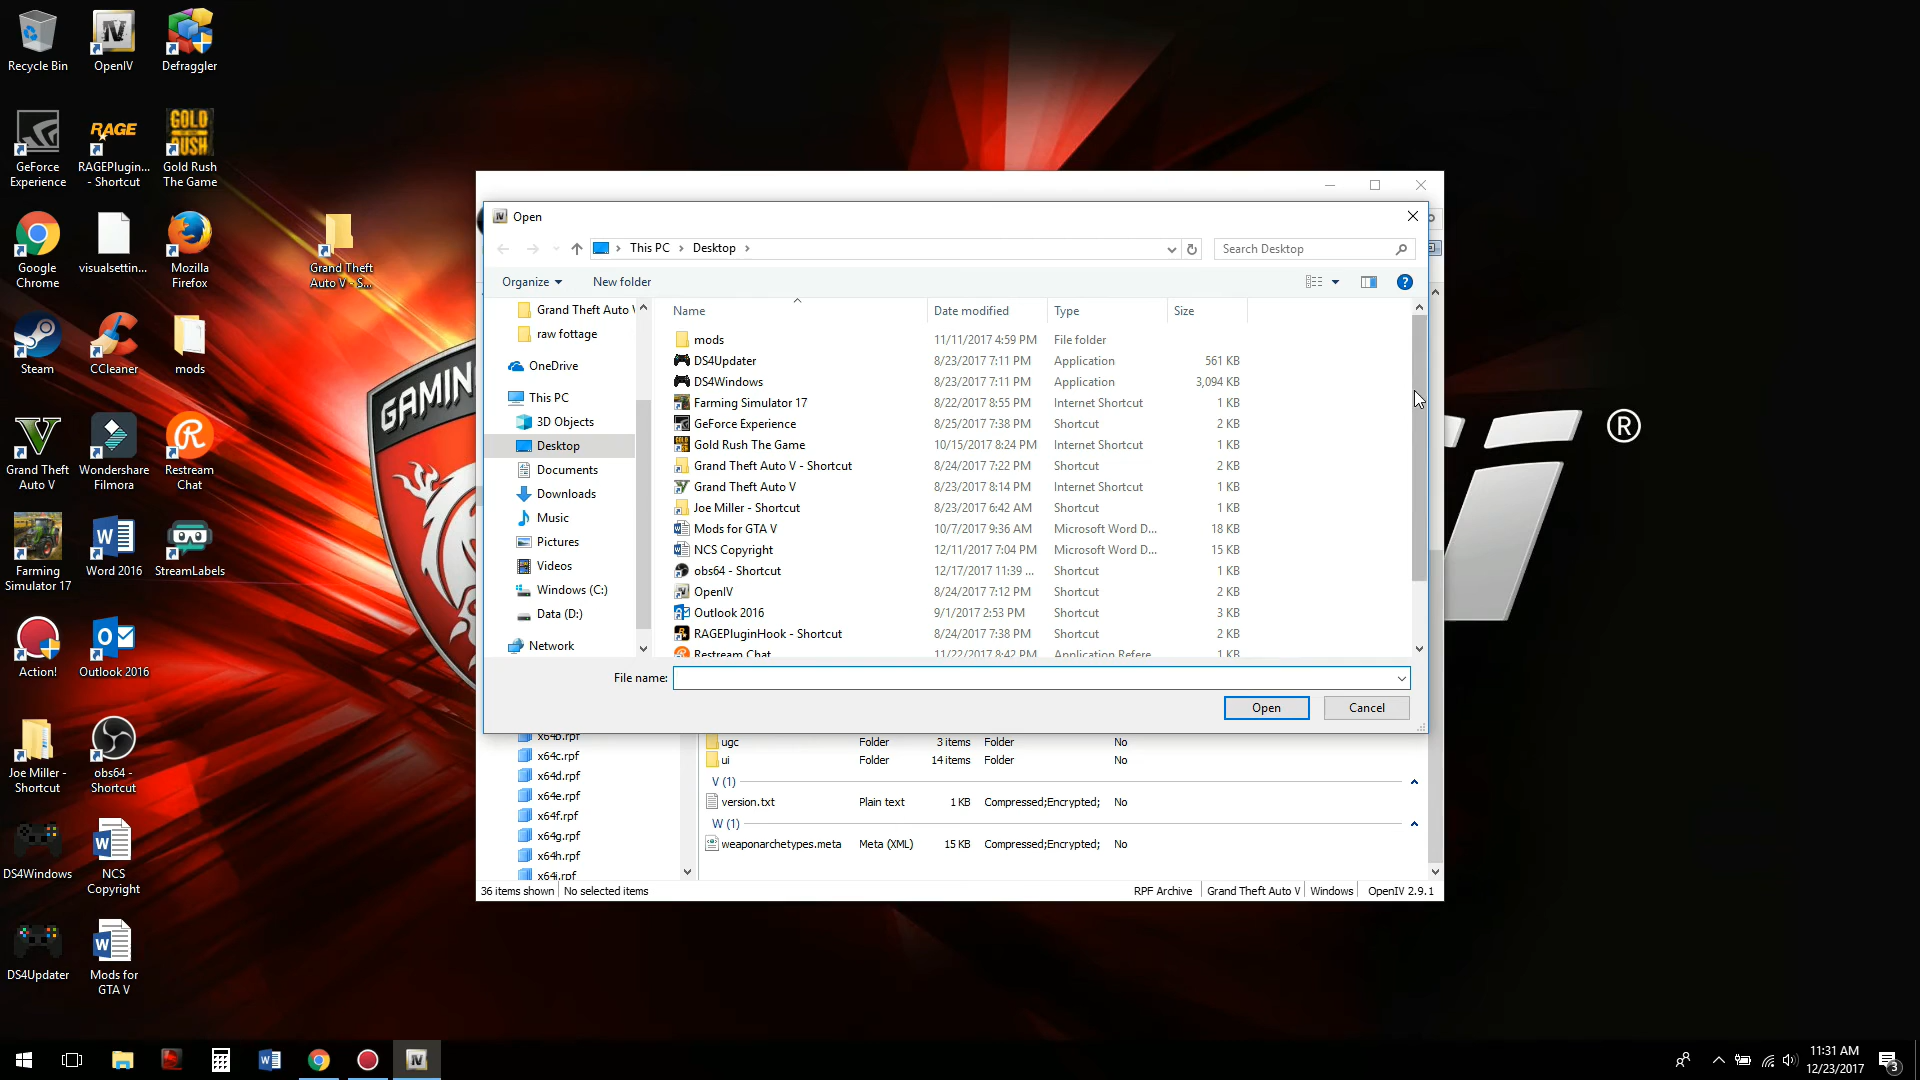 Recycle Bin
OpenIV
Defraggler
GeForce
Experience
RAGE
RAGEPlugin...
- Shortcut
GOLD
RUSH
Gold Rush
The Game
Google
Chrome
visualsettin...
Mozilla
Firefox
Grand Theft
Auto V - S...
Steam
CCleaner
mods
Grand Theft
Auto V
Wondershare
Filmora
Restream
Chat
Farming
Simulator 17
Word 2016
StreamLabels
Action!
Outlook 2016
Joe Miller -
Shortcut
obs64 -
Shortcut
DS4Windows
NCS
Copyright
DS4Updater
Mods for
GTA V
GAMIN
®
Open
This PC
Desktop
Search Desktop
Organize
New folder
Grand Theft Auto
raw fottage
OneDrive
This PC
3D Objects
Desktop
Documents
Downloads
Music
Pictures
Videos
Windows (C:)
Data (D:)
Network
Name Date modified Type Size
mods 11/11/2017 4:59 PM File folder
DS4Updater 8/23/2017 7:11 PM Application 561 KB
DS4Windows 8/23/2017 7:11 PM Application 3,094 KB
Farming Simulator 17 8/22/2017 8:55 PM Internet Shortcut 1 KB
GeForce Experience 8/25/2017 7:38 PM Shortcut 2 KB
Gold Rush The Game 10/15/2017 8:24 PM Internet Shortcut 1 KB
Grand Theft Auto V - Shortcut 8/24/2017 7:22 PM Shortcut 2 KB
Grand Theft Auto V 8/23/2017 8:14 PM Internet Shortcut 1 KB
Joe Miller - Shortcut 8/23/2017 6:42 AM Shortcut 1 KB
Mods for GTA V 10/7/2017 9:36 AM Microsoft Word D... 18 KB
NCS Copyright 12/11/2017 7:04 PM Microsoft Word D... 15 KB
obs64 - Shortcut 12/17/2017 11:39 ... Shortcut 1 KB
OpenIV 8/24/2017 7:12 PM Shortcut 2 KB
Outlook 2016 9/1/2017 2:53 PM Shortcut 3 KB
RAGEPluginHook - Shortcut 8/24/2017 7:38 PM Shortcut 2 KB
Restream Chat 11/22/2017 8:42 PM Application Refere... 1 KB
File name:
Open
Cancel
x64b.rpf
x64c.rpf
x64d.rpf
x64e.rpf
x64f.rpf
x64g.rpf
x64h.rpf
x64i.rpf
ugc Folder 3 items Folder No
ui Folder 14 items Folder No
V (1)
version.txt Plain text 1 KB Compressed;Encrypted; No
W (1)
weaponarchetypes.meta Meta (XML) 15 KB Compressed;Encrypted; No
36 items shown No selected items RPF Archive Grand Theft Auto V Windows OpenIV 2.9.1
11:31 AM
12/23/2017
3